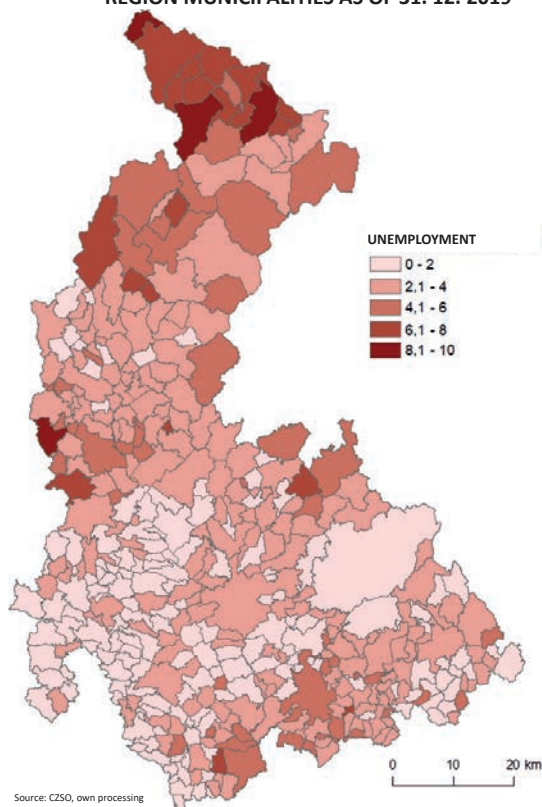 REGION MUNICIPALITIES AS OF 31. 12. 2019
UNEMPLOYMENT
0 - 2
2,1 - 4
4,1 - 6
6,1 - 8
8,1 - 10
0 10 20 km
Source: CZSO, own processing